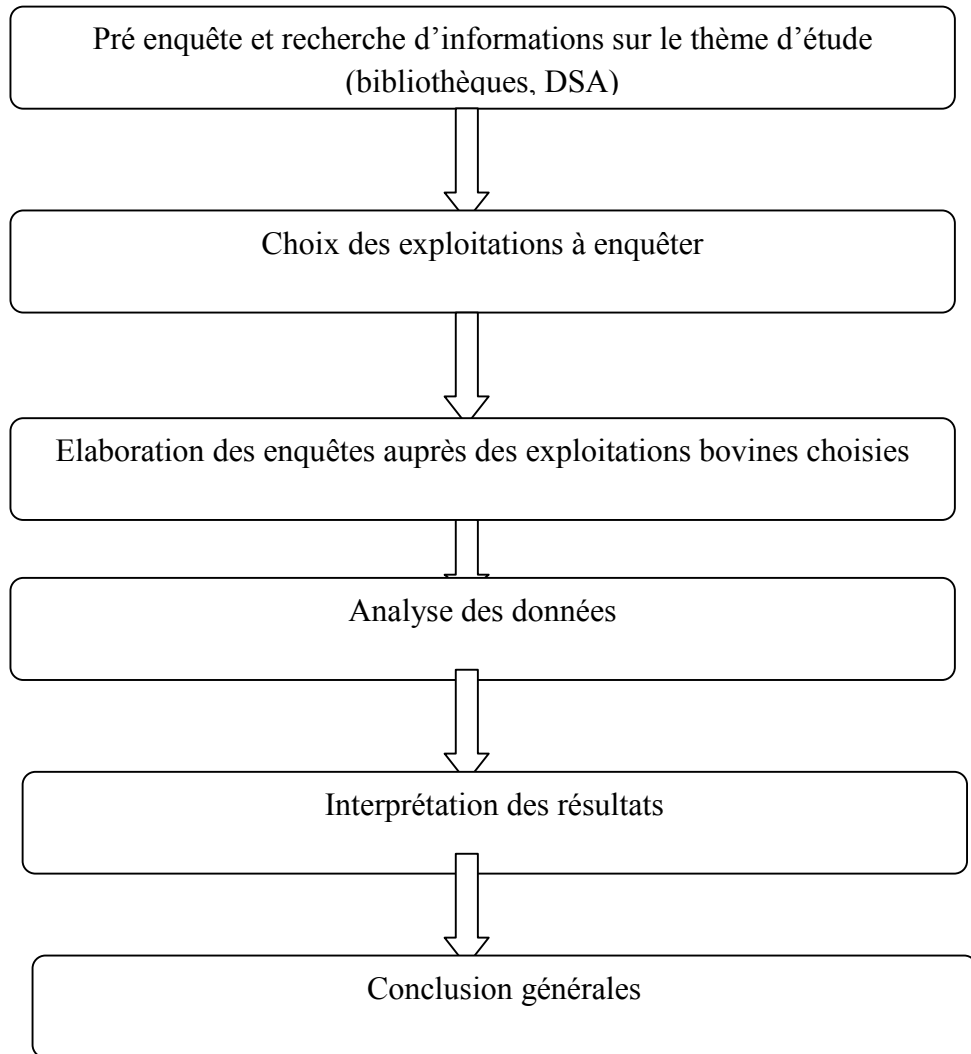 Pré enquête et recherche d’informations sur le thème d’étude
(bibliothèques, DSA)
Choix des exploitations à enquêter
Elaboration des enquêtes auprès des exploitations bovines choisies
Analyse des données
Interprétation des résultats
Conclusion générales